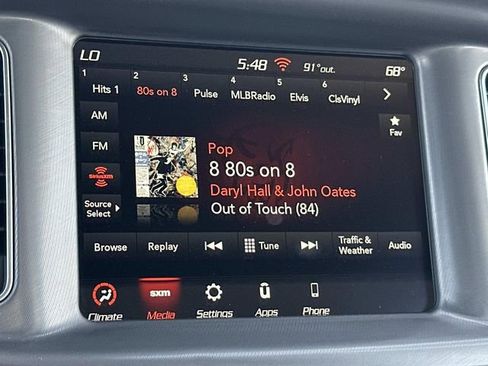 LO 5:48 91°out. 68°
1 2 3 4 5 6
Hits 1 80s on 8 Pulse MLBRadio Elvis ClsVinyl
AM
Fav
FM
Pop
8 80s on 8
SiriusXM
Daryl Hall & John Oates
Source
Select
Out of Touch (84)
Browse Replay Tune Traffic &
Weather Audio
sxm ū
Climate Media Settings Apps Phone